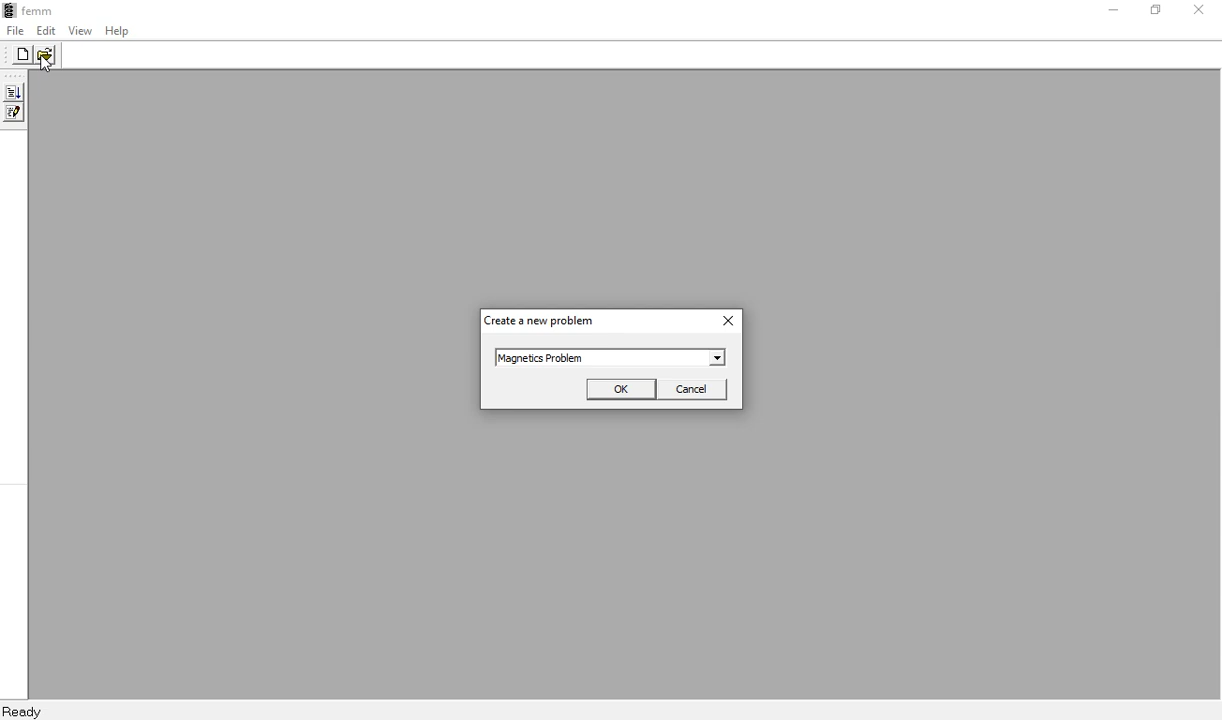 femm
File Edit View Help
Create a new problem
Magnetics Problem
OK Cancel
Ready